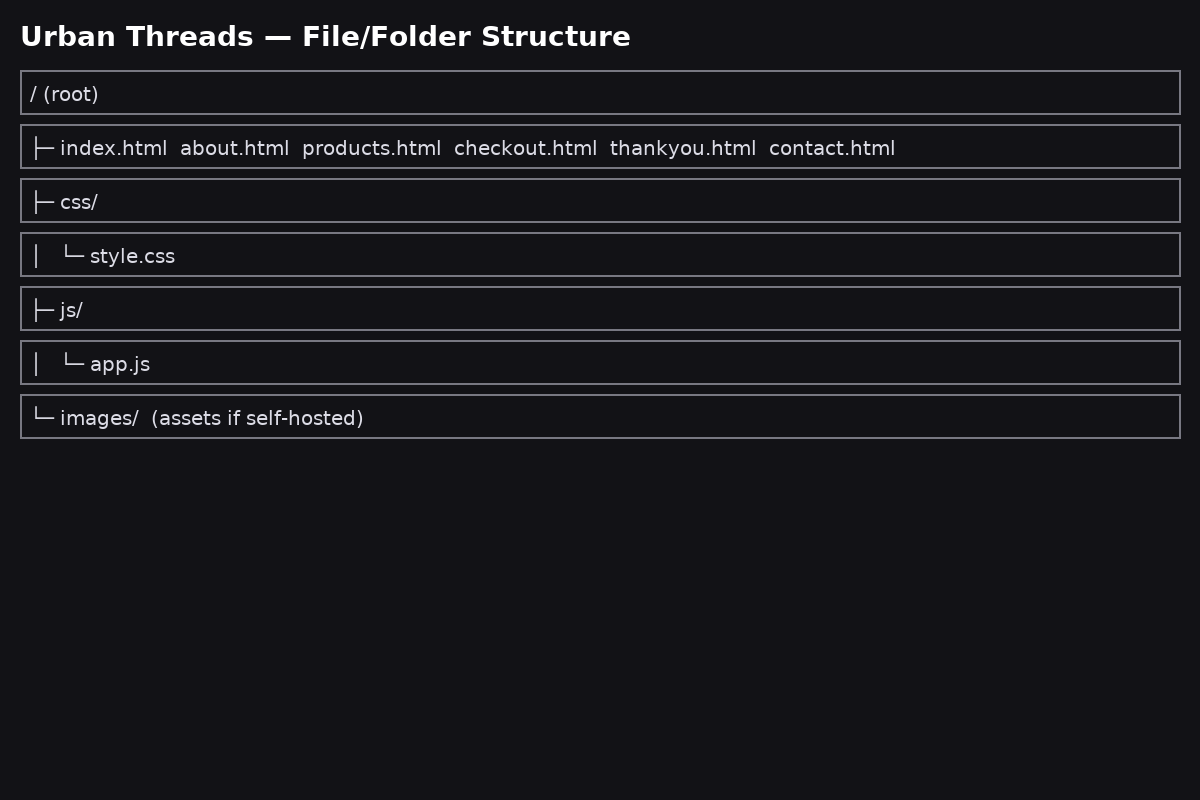 Urban Threads — File/Folder Structure
/ (root)
├─ index.html  about.html  products.html  checkout.html  thankyou.html  contact.html
├─ css/
│   └─ style.css
├─ js/
│   └─ app.js
└─ images/  (assets if self-hosted)